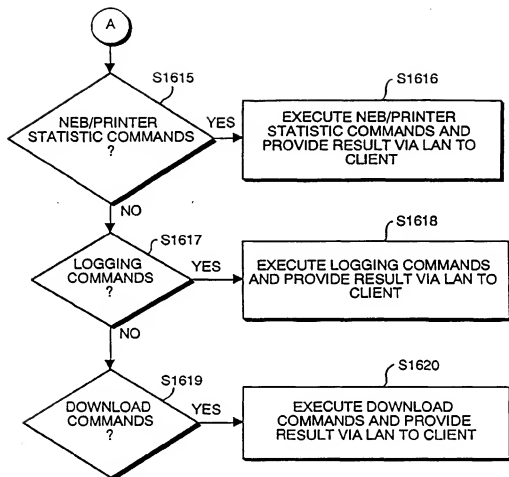 A
S1615
NEB/PRINTER
STATISTIC COMMANDS
?
YES
S1616
EXECUTE NEB/PRINTER
STATISTIC COMMANDS AND
PROVIDE RESULT VIA LAN TO
CLIENT
NO
S1617
LOGGING
COMMANDS
?
YES
S1618
EXECUTE LOGGING COMMANDS
AND PROVIDE RESULT VIA LAN TO
CLIENT
NO
S1619
DOWNLOAD
COMMANDS
?
YES
S1620
EXECUTE DOWNLOAD
COMMANDS AND PROVIDE
RESULT VIA LAN TO CLIENT